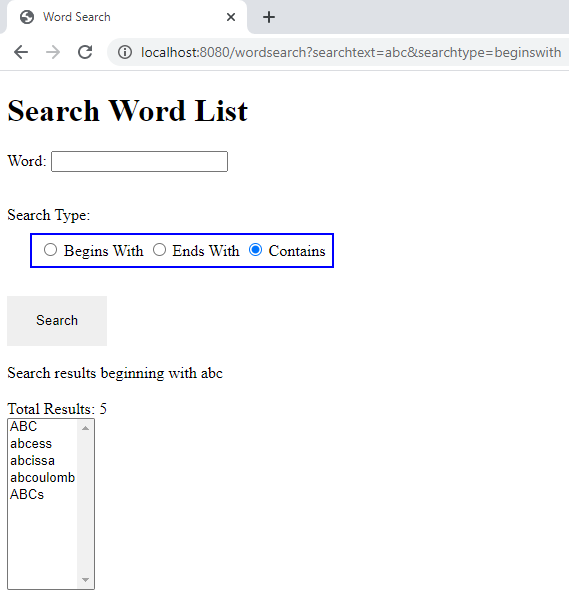 Word Search
localhost:8080/wordsearch?searchtext=abc&searchtype=beginswith
Search Word List
Word:
Search Type:
Begins With Ends With Contains
Search
Search results beginning with abc
Total Results: 5
ABC
abcess
abcissa
abcoulomb
ABCs